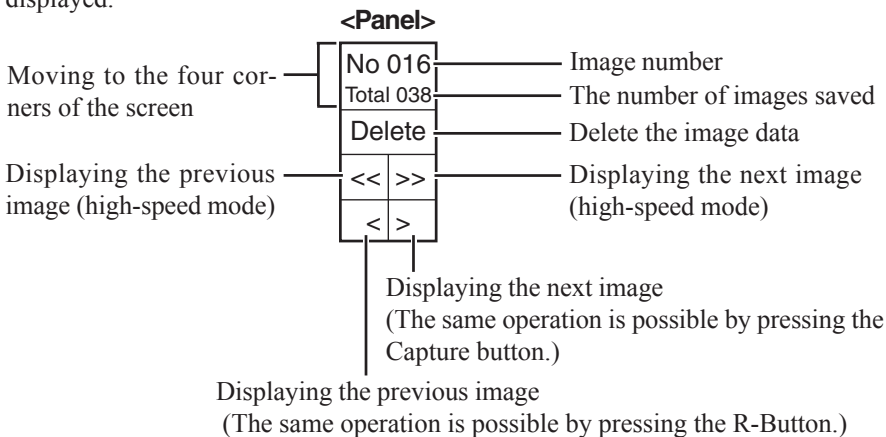 displayed.
<Panel>
No 016
Total 038
Delete
<< >>
< >
Moving to the four cor-
ners of the screen
Displaying the previous
image (high-speed mode)
Image number
The number of images saved
Delete the image data
Displaying the next image
(high-speed mode)
Displaying the next image
(The same operation is possible by pressing the
Capture button.)
Displaying the previous image
(The same operation is possible by pressing the R-Button.)